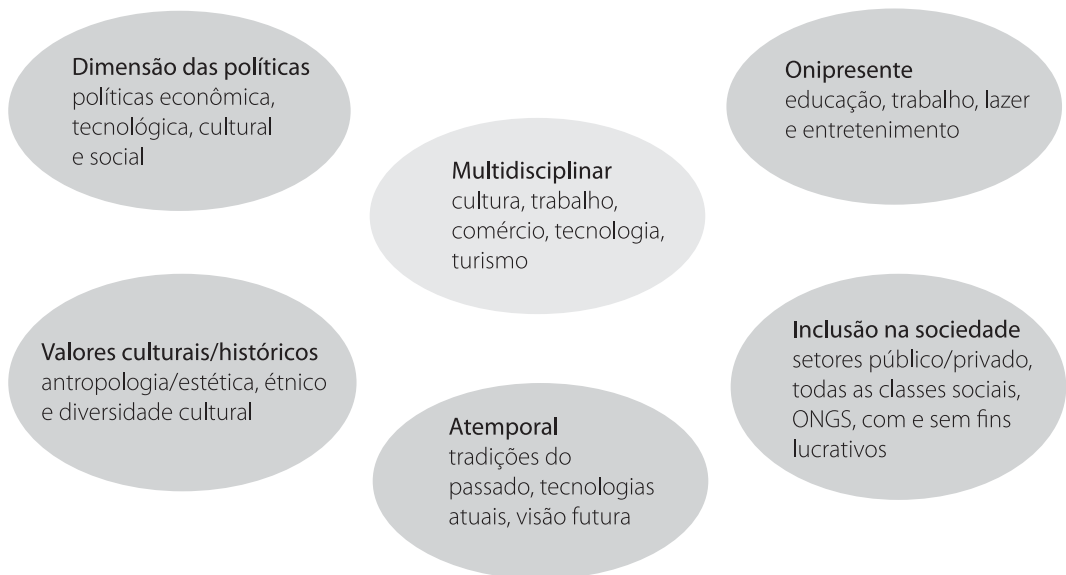 Dimensão das políticas
políticas econômica,
tecnológica, cultural
e social
Onipresente
educação, trabalho, lazer
e entretenimento
Multidisciplinar
cultura, trabalho,
comércio, tecnologia,
turismo
Valores culturais/históricos
antropologia/estética, étnico
e diversidade cultural
Inclusão na sociedade
setores público/privado,
todas as classes sociais,
ONGS, com e sem fins
lucrativos
Atemporal
tradições do
passado, tecnologias
atuais, visão futura